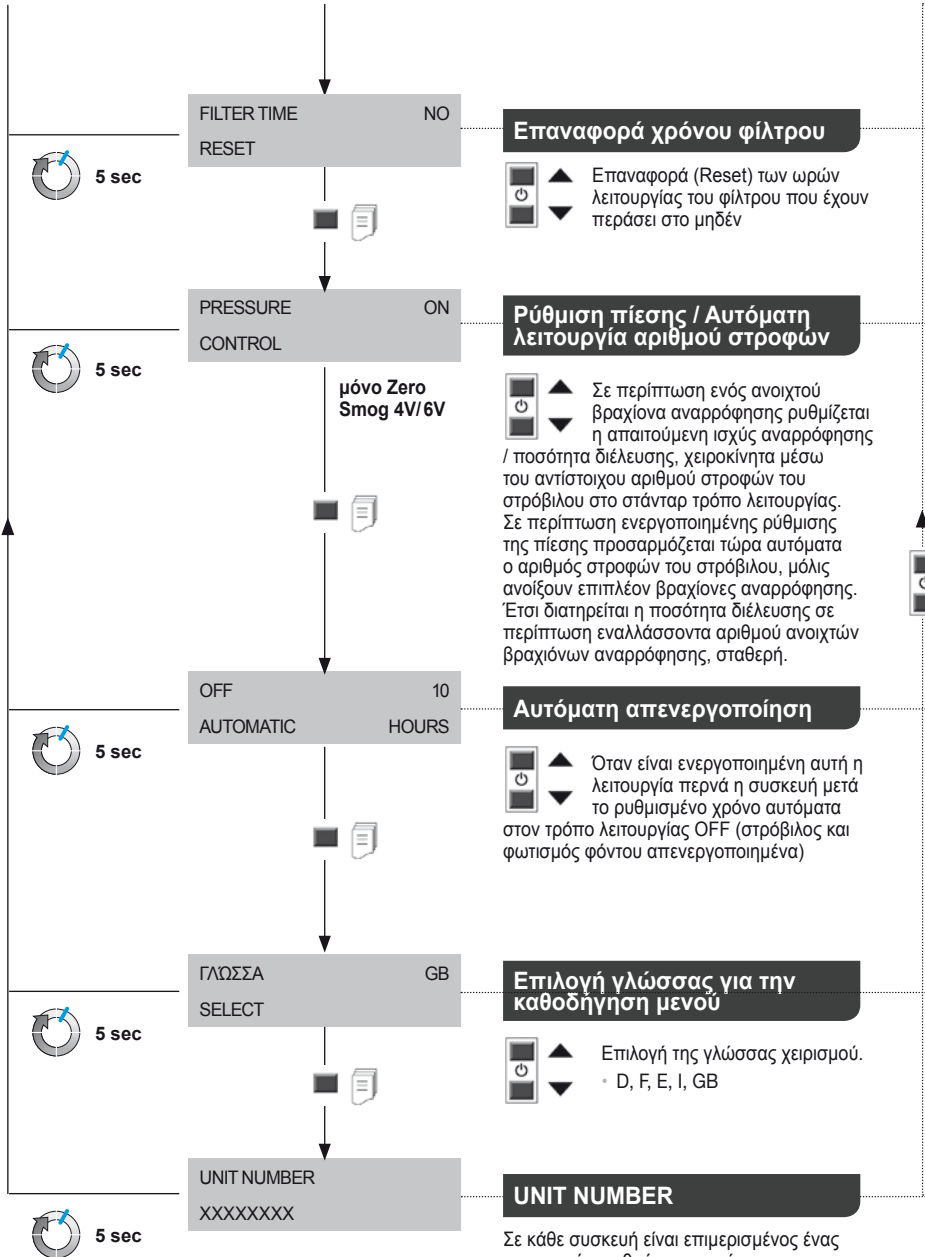 FILTER TIME NO
RESET
5 sec
Επαναφορά χρόνου φίλτρου
Επαναφορά (Reset) των ωρών
λειτουργίας του φίλτρου που έχουν
περάσει στο μηδέν
PRESSURE ON
CONTROL
5 sec
μόνο Zero
Smog 4V/ 6V
Ρύθμιση πίεσης / Αυτόματη
λειτουργία αριθμού στροφών
Σε περίπτωση ενός ανοιχτού
βραχίονα αναρρόφησης ρυθμίζεται
η απαιτούμενη ισχύς αναρρόφησης
/ ποσότητα διέλευσης, χειροκίνητα μέσω
του αντίστοιχου αριθμού στροφών του
στρόβιλου στο στάνταρ τρόπο λειτουργίας.
Σε περίπτωση ενεργοποιημένης ρύθμισης
της πίεσης προσαρμόζεται τώρα αυτόματα
ο αριθμός στροφών του στρόβιλου, μόλις
ανοίξουν επιπλέον βραχίονες αναρρόφησης.
Έτσι διατηρείται η ποσότητα διέλευσης σε
περίπτωση εναλλάσσοντα αριθμού ανοιχτών
βραχιόνων αναρρόφησης, σταθερή.
OFF 10
AUTOMATIC HOURS
5 sec
Αυτόματη απενεργοποίηση
Όταν είναι ενεργοποιημένη αυτή η
λειτουργία περνά η συσκευή μετά
το ρυθμισμένο χρόνο αυτόματα
στον τρόπο λειτουργίας OFF (στρόβιλος και
φωτισμός φόντου απενεργοποιημένα)
ΓΛΏΣΣΑ GB
SELECT
5 sec
Επιλογή γλώσσας για την
καθοδήγηση μενού
Επιλογή της γλώσσας χειρισμού.
• D, F, E, I, GB
UNIT NUMBER
XXXXXXXX
5 sec
UNIT NUMBER
Σε κάθε συσκευή είναι επιμερισμένος ένας